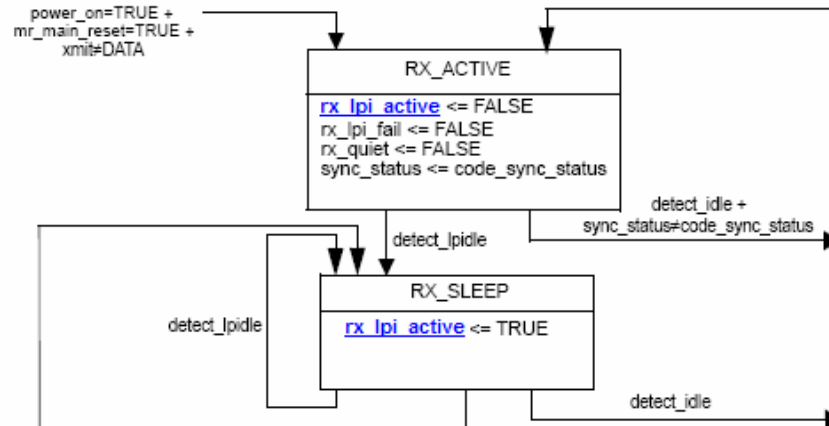 power_on=TRUE +
mr_main_reset=TRUE +
xmit≠DATA
RX_ACTIVE
rx_lpi_active <= FALSE
rx_lpi_fail <= FALSE
rx_quiet <= FALSE
sync_status <= code_sync_status
detect_idle +
sync_status≠code_sync_status
detect_lpidle
RX_SLEEP
rx_lpi_active <= TRUE
detect_lpidle
detect_idle